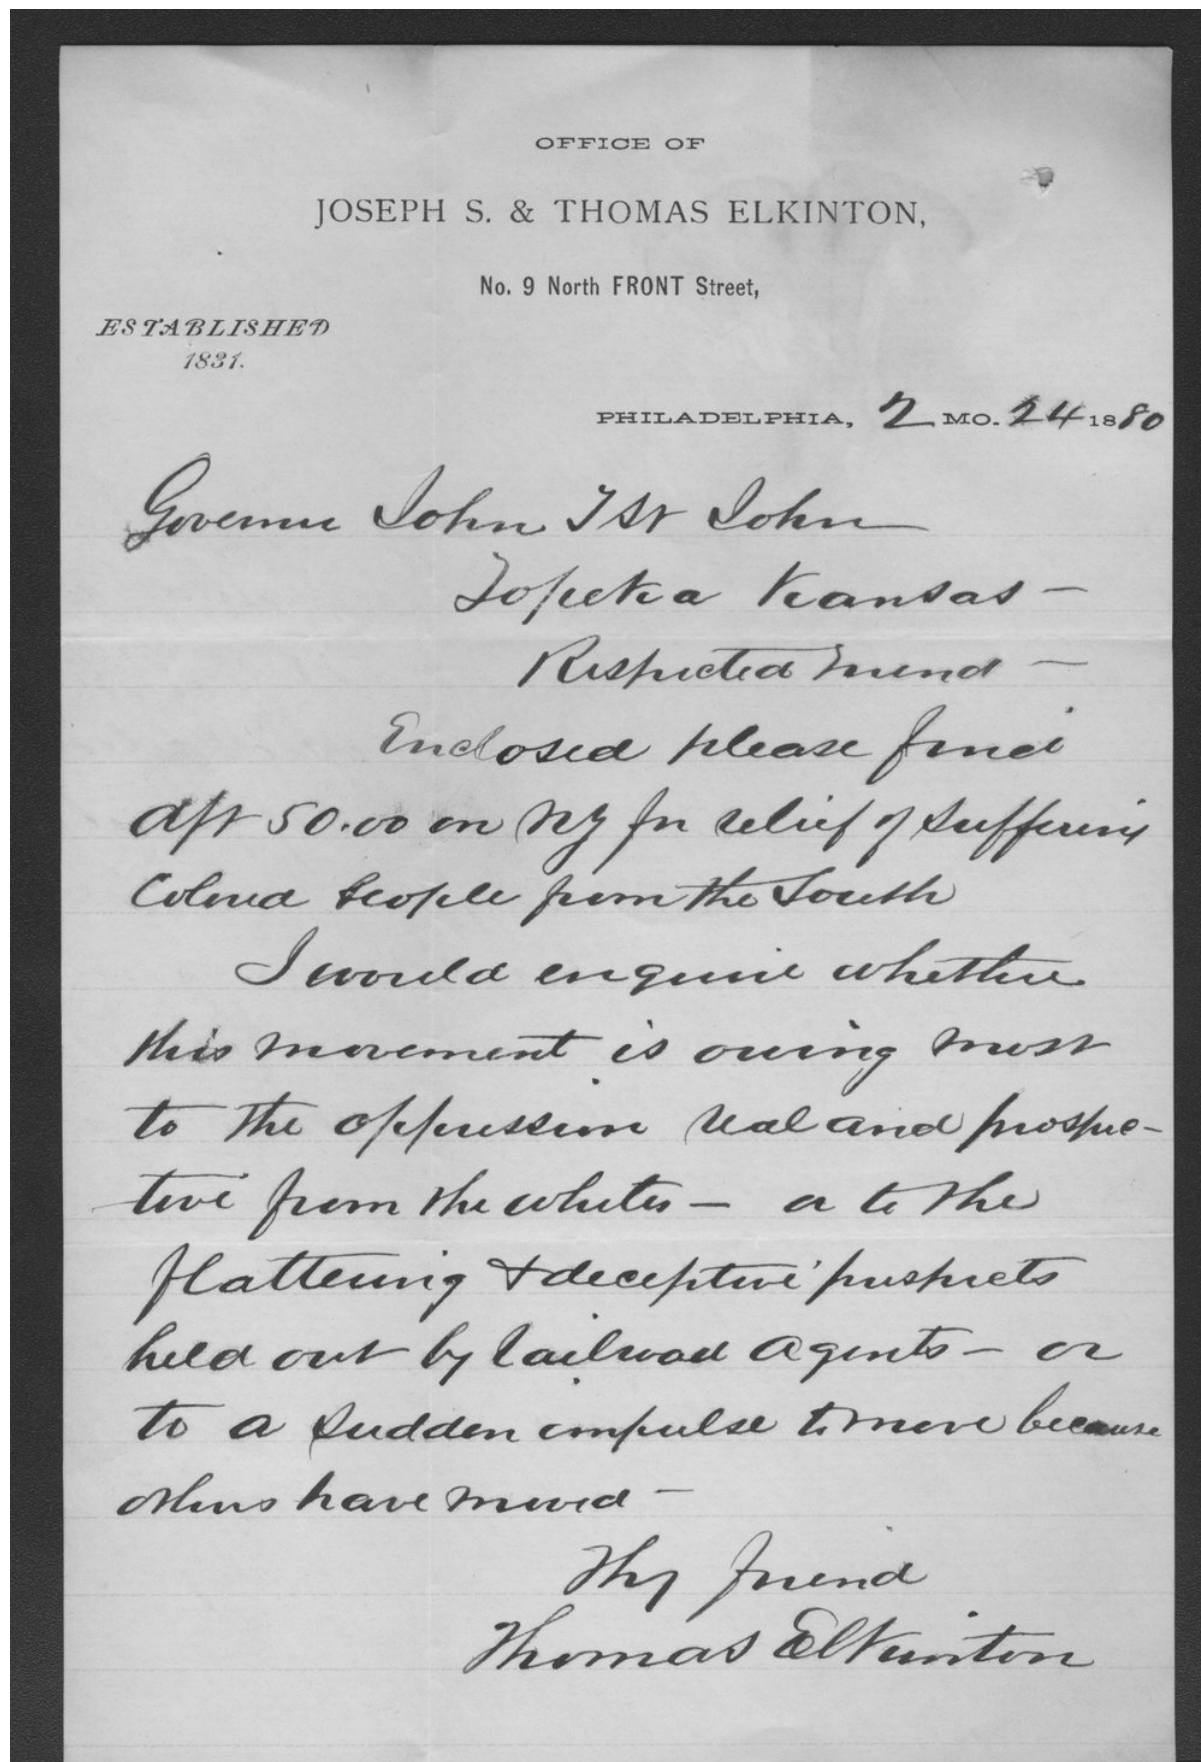 OFFICE OF
JOSEPH S. & THOMAS ELKINTON,
No. 9 North FRONT Street,
ESTABLISHED
1831.
PHILADELPHIA, 2 MO. 24 1880
Governor John P St John
Topeka Kansas —
Respected Friend —
Enclosed please find
dft 50.00 on NY for relief of suffering
Colored people from the South
I would enquire whether
this movement is owing most
to the oppression real and prospec-
tive from the whites — or to the
flattering & deceptive prospects
held out by railroad agents — or
to a sudden impulse to move because
others have moved —
Thy friend
Thomas Elkinton